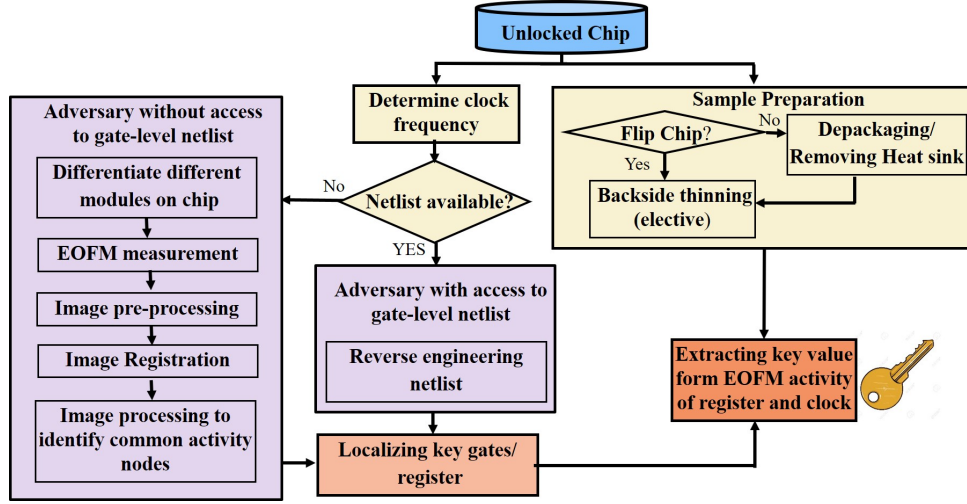 Unlocked Chip
Adversary without access
to gate-level netlist
Differentiate different
modules on chip
EOFM measurement
Image pre-processing
Image Registration
Image processing to
identify common activity
nodes
Determine clock
frequency
No
Netlist available?
YES
Adversary with access to
gate-level netlist
Reverse engineering
netlist
Localizing key gates/
register
Sample Preparation
Flip Chip?
No
Yes
Depackaging/
Removing Heat sink
Backside thinning
(elective)
Extracting key value
form EOFM activity
of register and clock